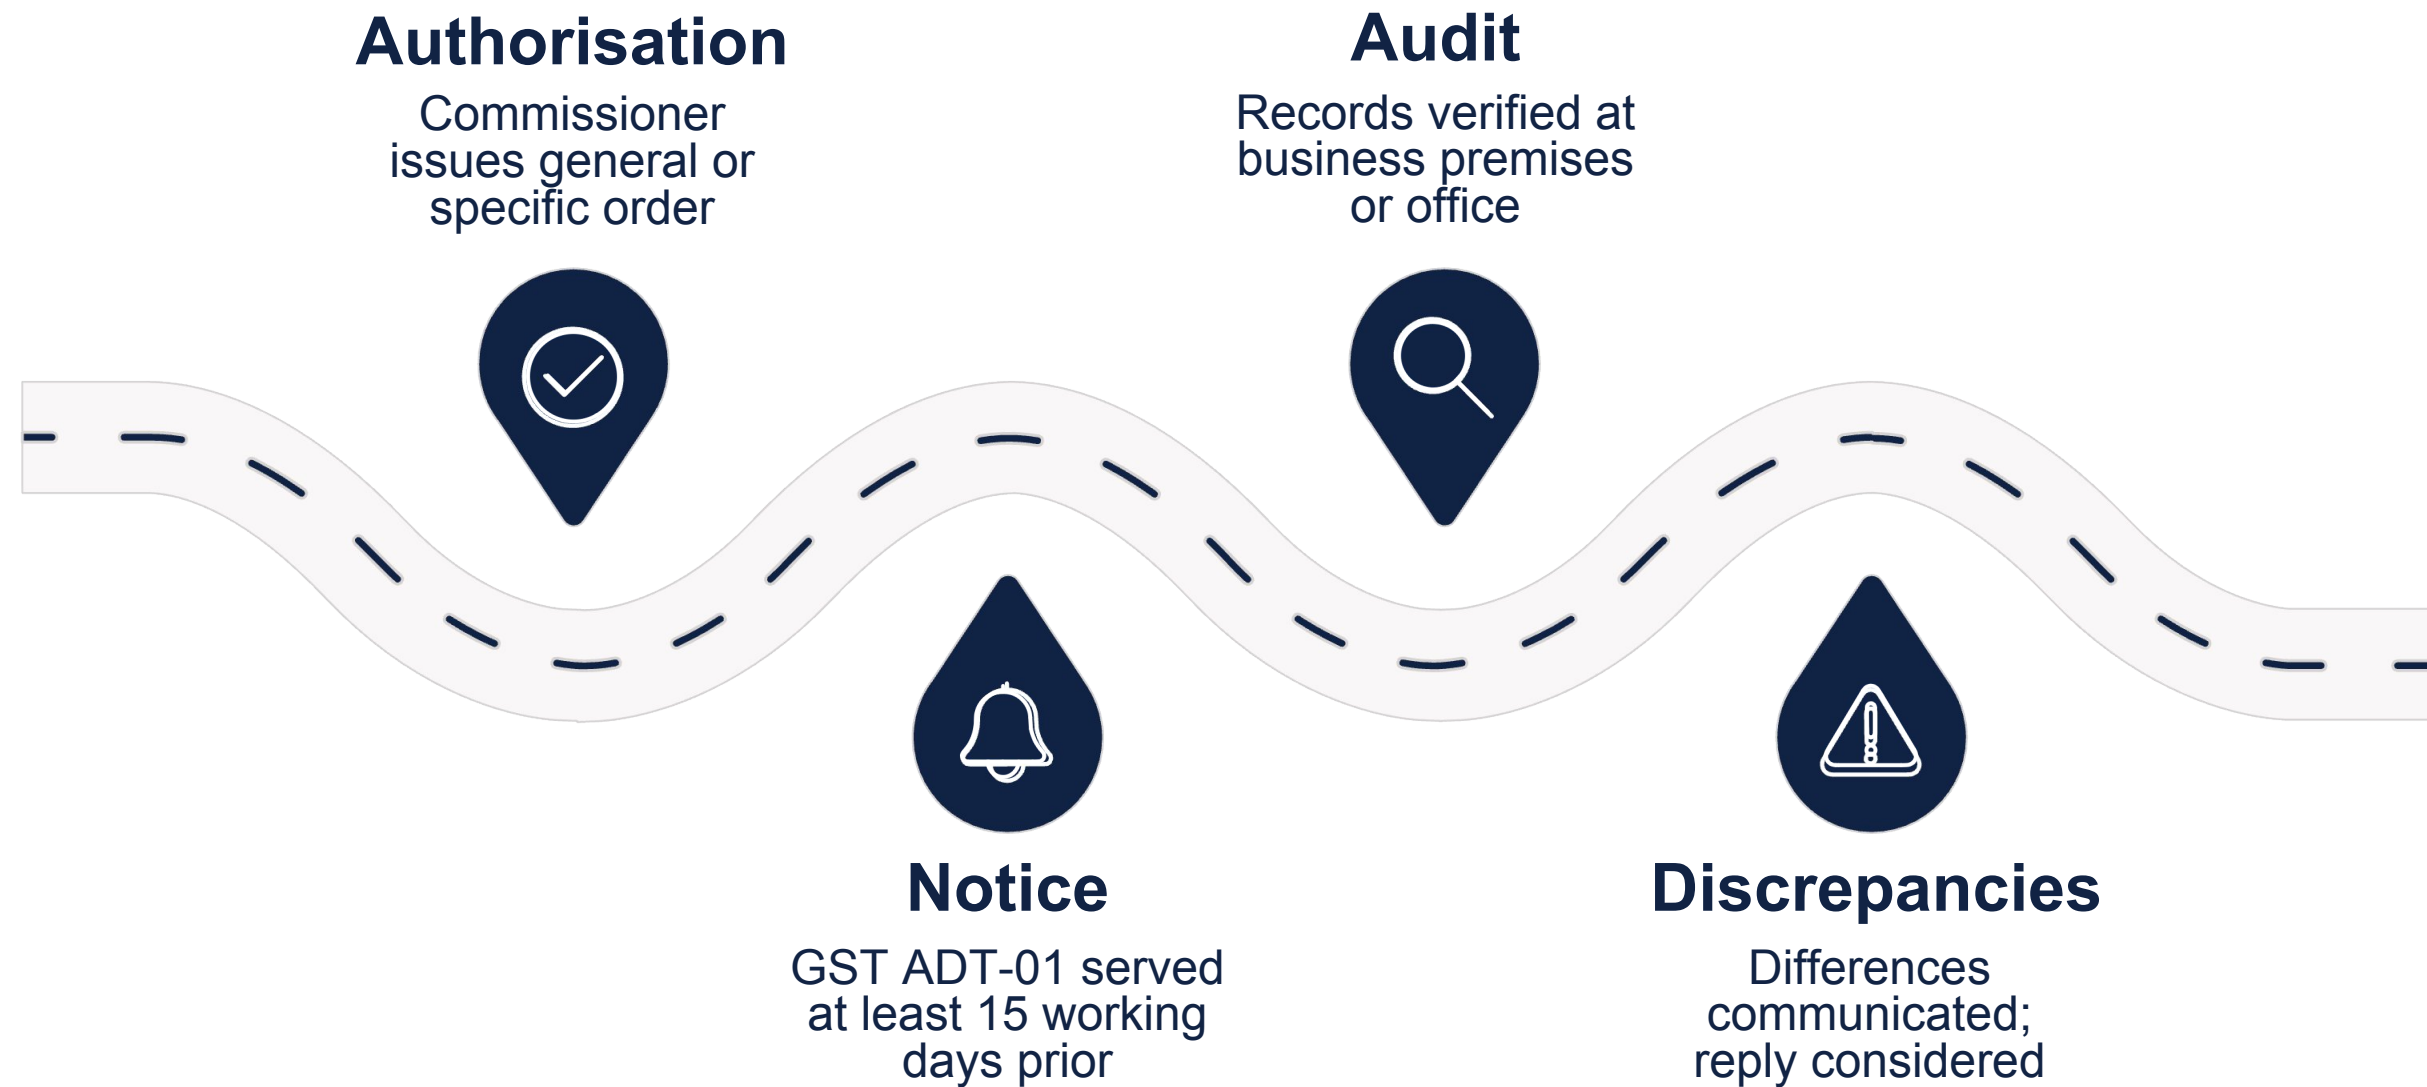 Authorisation
Commissioner
issues general or
specific order
Notice
GST ADT-01 served
at least 15 working
days prior
Audit
Records verified at
business premises
or office
Discrepancies
Differences
communicated;
reply considered